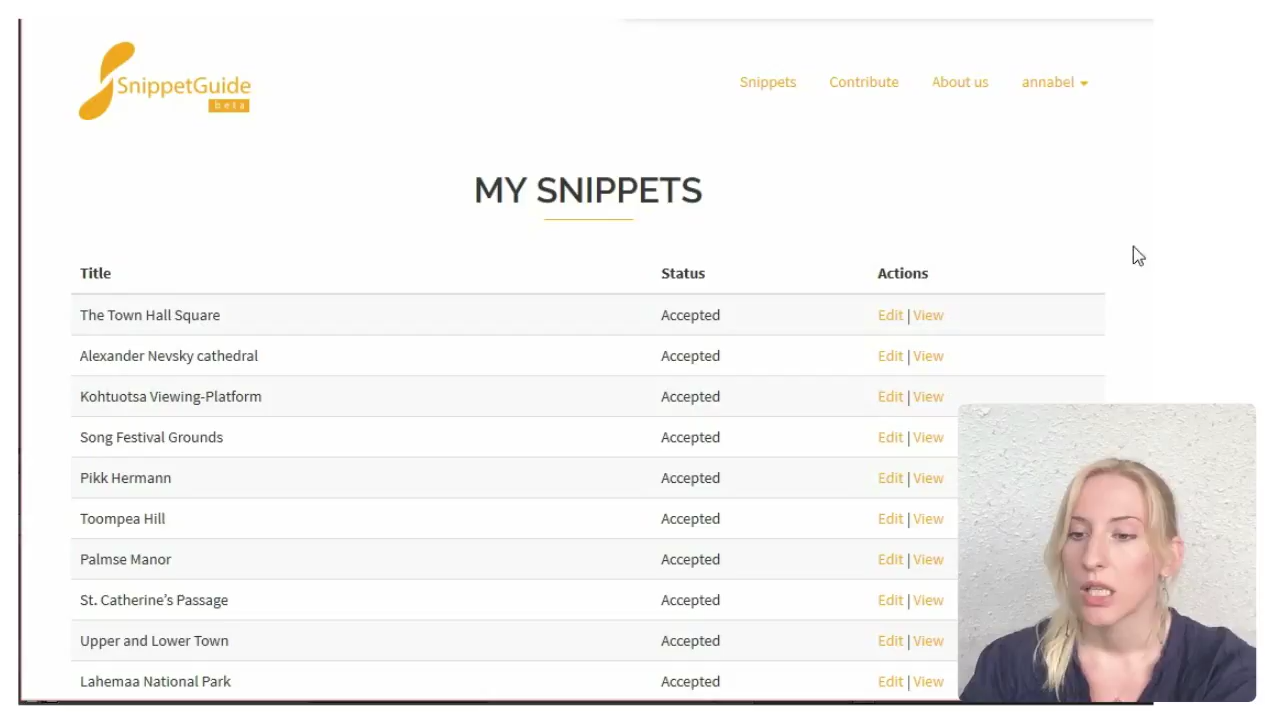 SnippetGuide
beta
Snippets Contribute About us annabel
MY SNIPPETS
Title Status Actions
The Town Hall Square Accepted Edit | View
Alexander Nevsky cathedral Accepted Edit | View
Kohtuotsa Viewing-Platform Accepted Edit | View
Song Festival Grounds Accepted Edit | View
Pikk Hermann Accepted Edit | View
Toompea Hill Accepted Edit | View
Palmse Manor Accepted Edit | View
St. Catherine’s Passage Accepted Edit | View
Upper and Lower Town Accepted Edit | View
Lahemaa National Park Accepted Edit | View